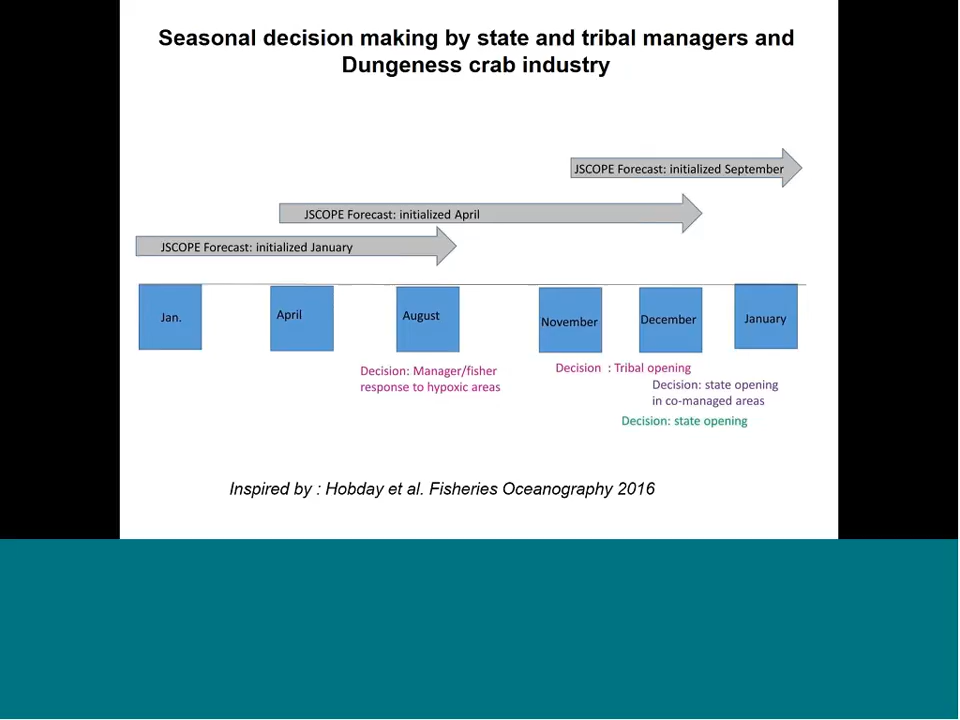 Seasonal decision making by state and tribal managers and
Dungeness crab industry
JSCOPE Forecast: initialized September
JSCOPE Forecast: initialized April
JSCOPE Forecast: initialized January
Jan.
April
August
November
December
January
Decision: Manager/fisher
response to hypoxic areas
Decision : Tribal opening
Decision: state opening
in co-managed areas
Decision: state opening
Inspired by : Hobday et al. Fisheries Oceanography 2016